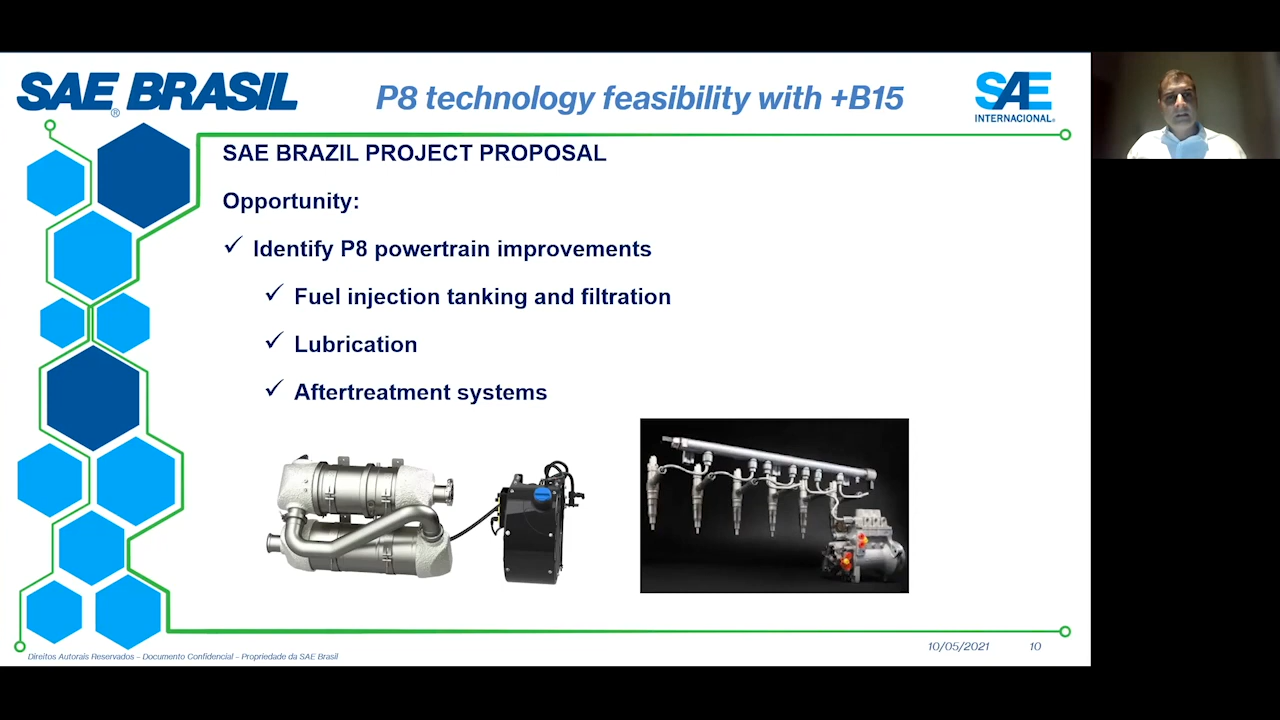 SAE BRASIL®
P8 technology feasibility with +B15
SAE
INTERNACIONAL®
SAE BRAZIL PROJECT PROPOSAL
Opportunity:
✓ Identify P8 powertrain improvements
✓ Fuel injection tanking and filtration
✓ Lubrication
✓ Aftertreatment systems
10/05/2021 10
Direitos Autorais Reservados – Documento Confidencial – Propriedade da SAE Brasil